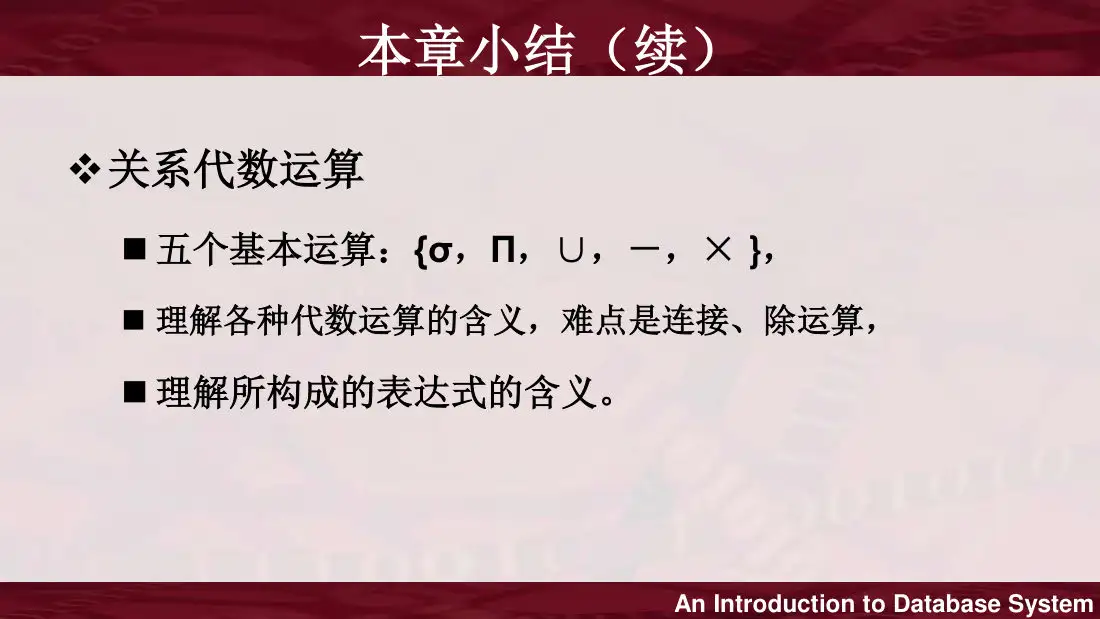 本章小结（续）
❖关系代数运算
■ 五个基本运算：{σ，Π，∪，－，× }，
■ 理解各种代数运算的含义，难点是连接、除运算，
■ 理解所构成的表达式的含义。
An Introduction to Database System